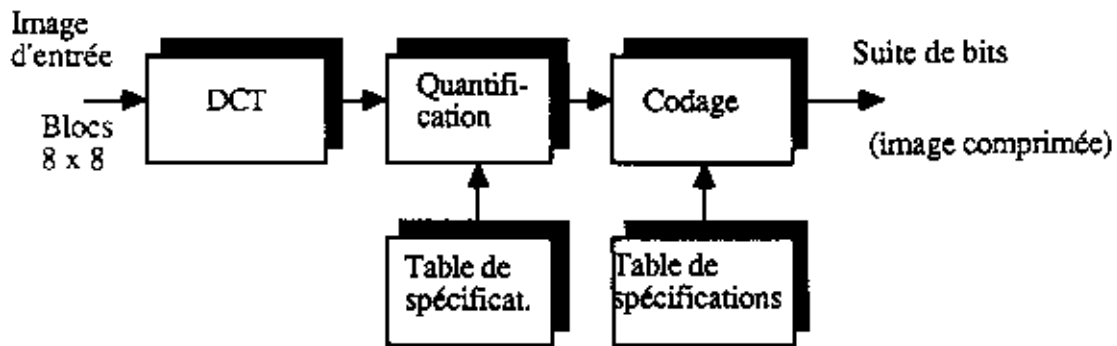 Image
d'entrée
Blocs
8 x 8
DCT
Quantifi-
cation
Codage
Suite de bits
(image comprimée)
Table de
spécificat.
Table de
spécifications